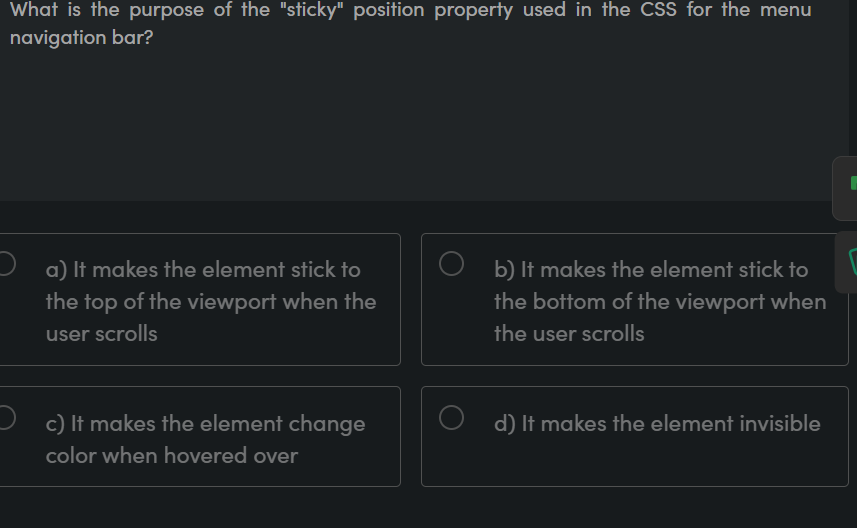 What is the purpose of the "sticky" position property used in the CSS for the menu
navigation bar?
a) It makes the element stick to
the top of the viewport when the
user scrolls
b) It makes the element stick to
the bottom of the viewport when
the user scrolls
c) It makes the element change
color when hovered over
d) It makes the element invisible